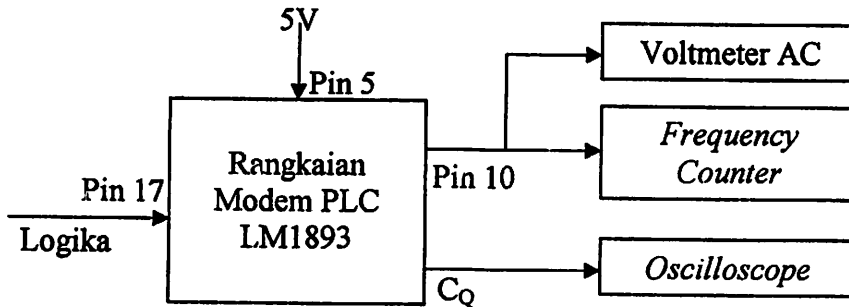 5V
Pin 5
Voltmeter AC
Rangkaian
Modem PLC
LM1893
Pin 17
Logika
Pin 10
Frequency
Counter
CQ
Oscilloscope